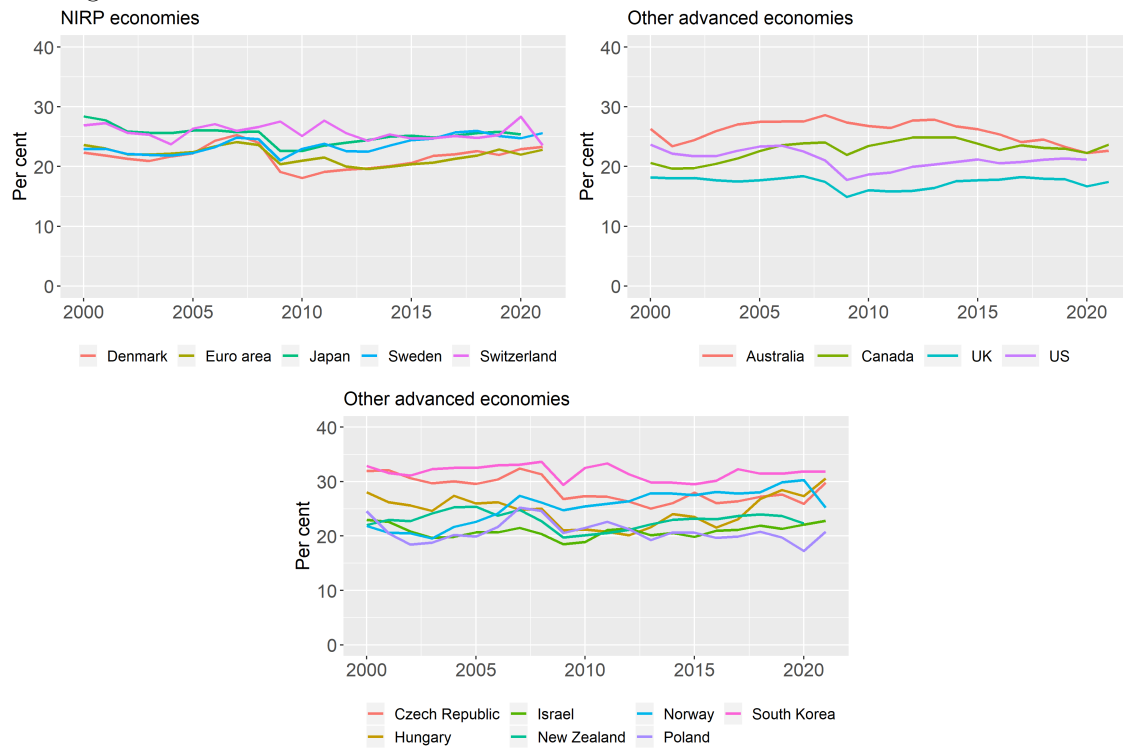 NIRP economies
40
30
20
10
0
Per cent
2000 2005 2010 2015 2020
Denmark Euro area Japan Sweden Switzerland
Other advanced economies
40
30
20
10
0
Per cent
2000 2005 2010 2015 2020
Australia Canada UK US
Other advanced economies
40
30
20
10
0
Per cent
2000 2005 2010 2015 2020
Czech Republic Israel Norway South Korea
Hungary New Zealand Poland